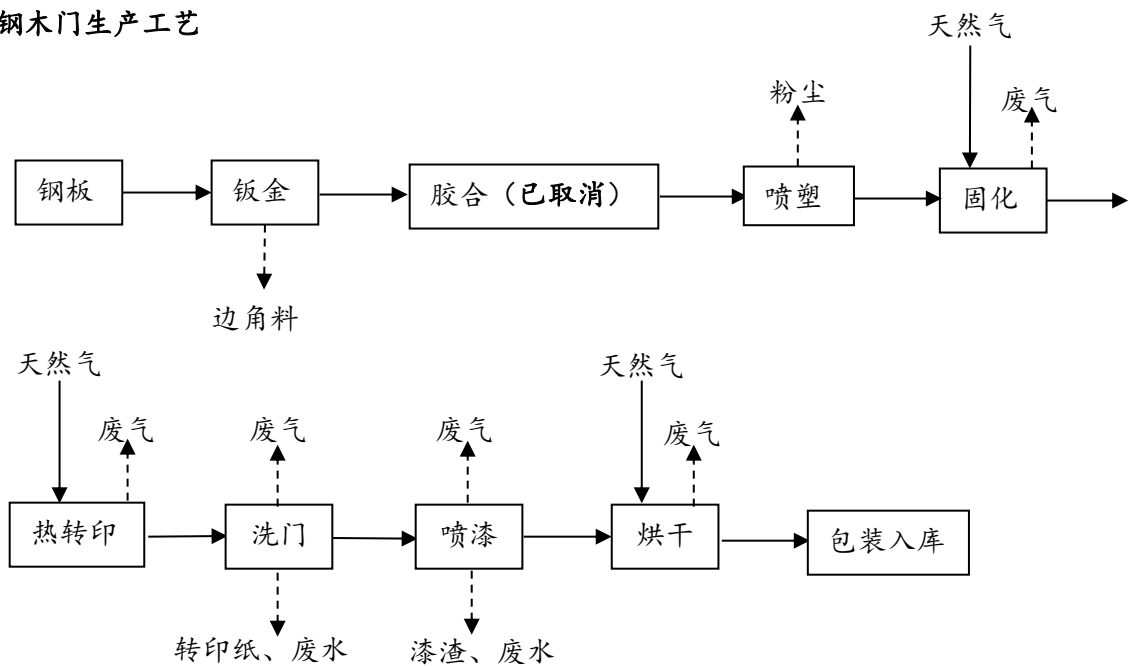 钢木门生产工艺
天然气
粉尘
废气
钢板
钣金
胶合（已取消）
喷塑
固化
边角料
天然气
天然气
废气
废气
废气
废气
热转印
洗门
喷漆
烘干
包装入库
转印纸、废水
漆渣、废水